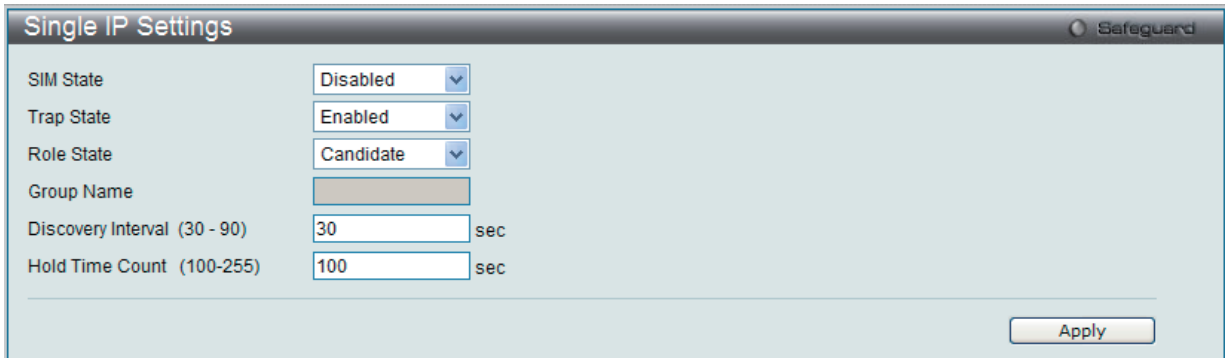 Single IP Settings
Safeguard
SIM State Disabled
Trap State Enabled
Role State Candidate
Group Name
Discovery Interval (30 - 90) 30 sec
Hold Time Count (100-255) 100 sec
Apply